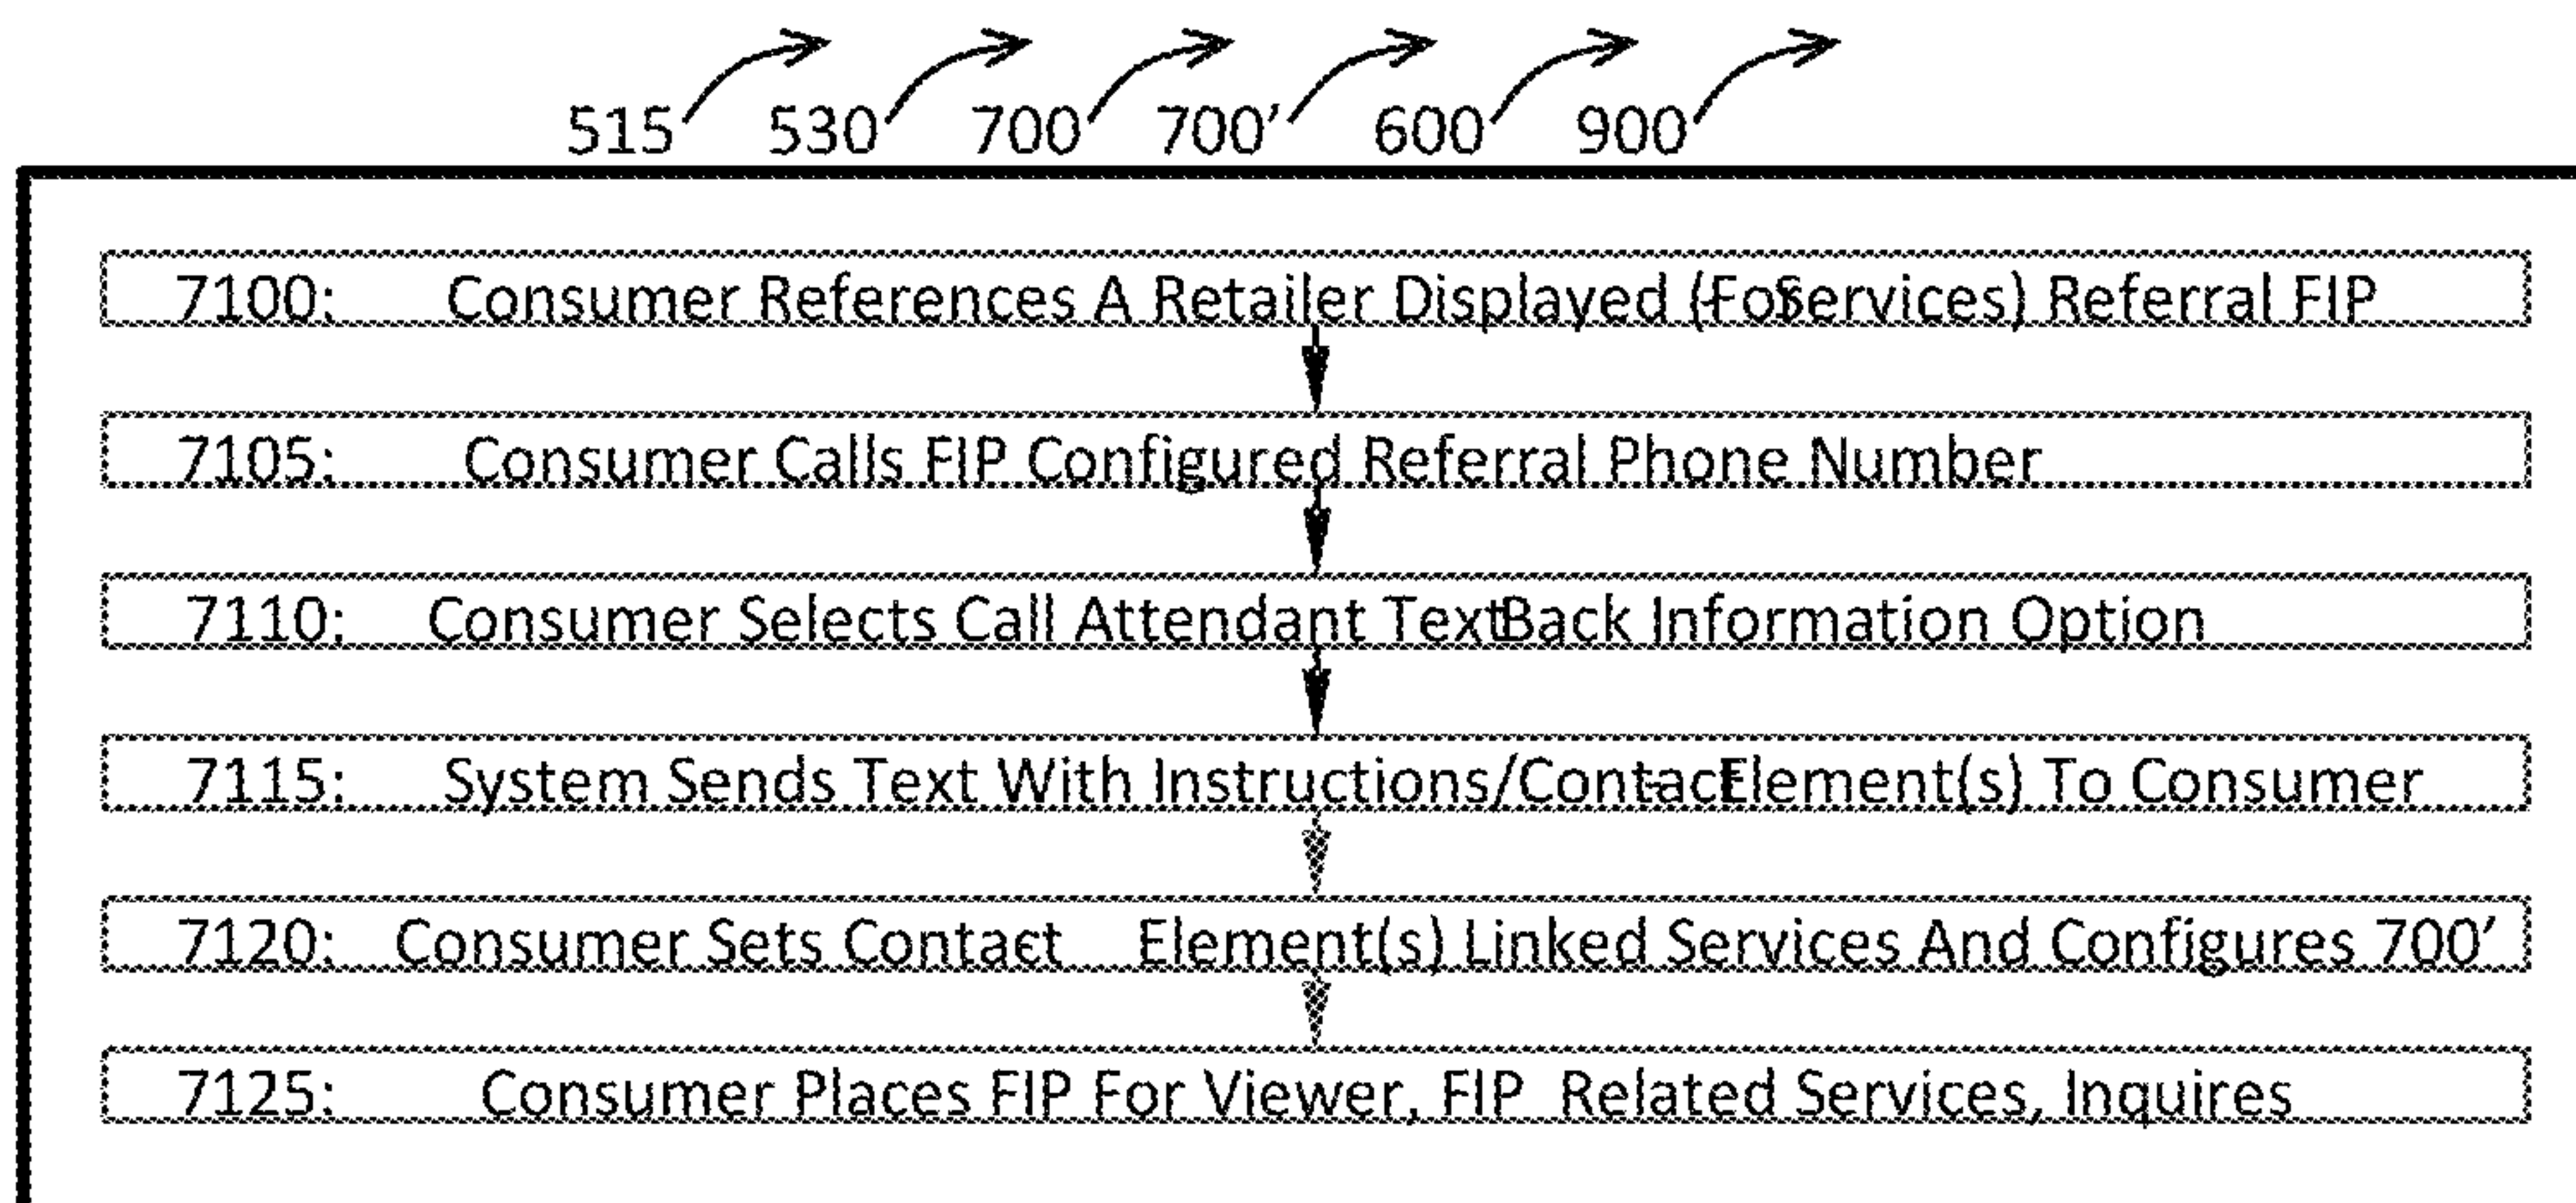 515 530 700 700' 600 900
7100: Consumer References A Retailer Displayed (-For Services) Referral FIP
7105: Consumer Calls FIP Configured Referral Phone Number
7110: Consumer Selects Call Attendant Text Back Information Option
7115: System Sends Text With Instructions/Contact-Element(s) To Consumer
7120: Consumer Sets Contact Element(s) Linked Services And Configures 700'
7125: Consumer Places FIP For Viewer, FIP Related Services, Inquires